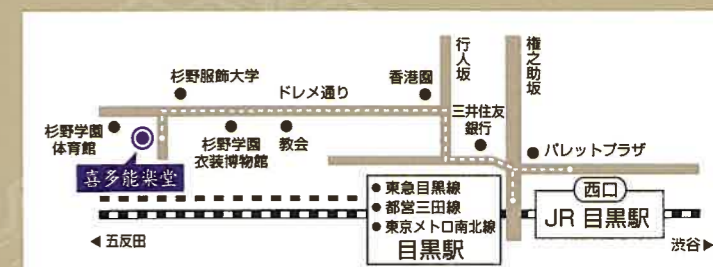 行人坂
権之助坂
杉野服飾大学
ドレメ通り
香港園
三井住友
銀行
杉野学園
体育館
杉野学園
衣装博物館
教会
パレットプラザ
喜多能楽堂
●東急目黒線
●都営三田線
●東京メトロ南北線
目黒駅
西口
JR 目黒駅
◀五反田
渋谷▶